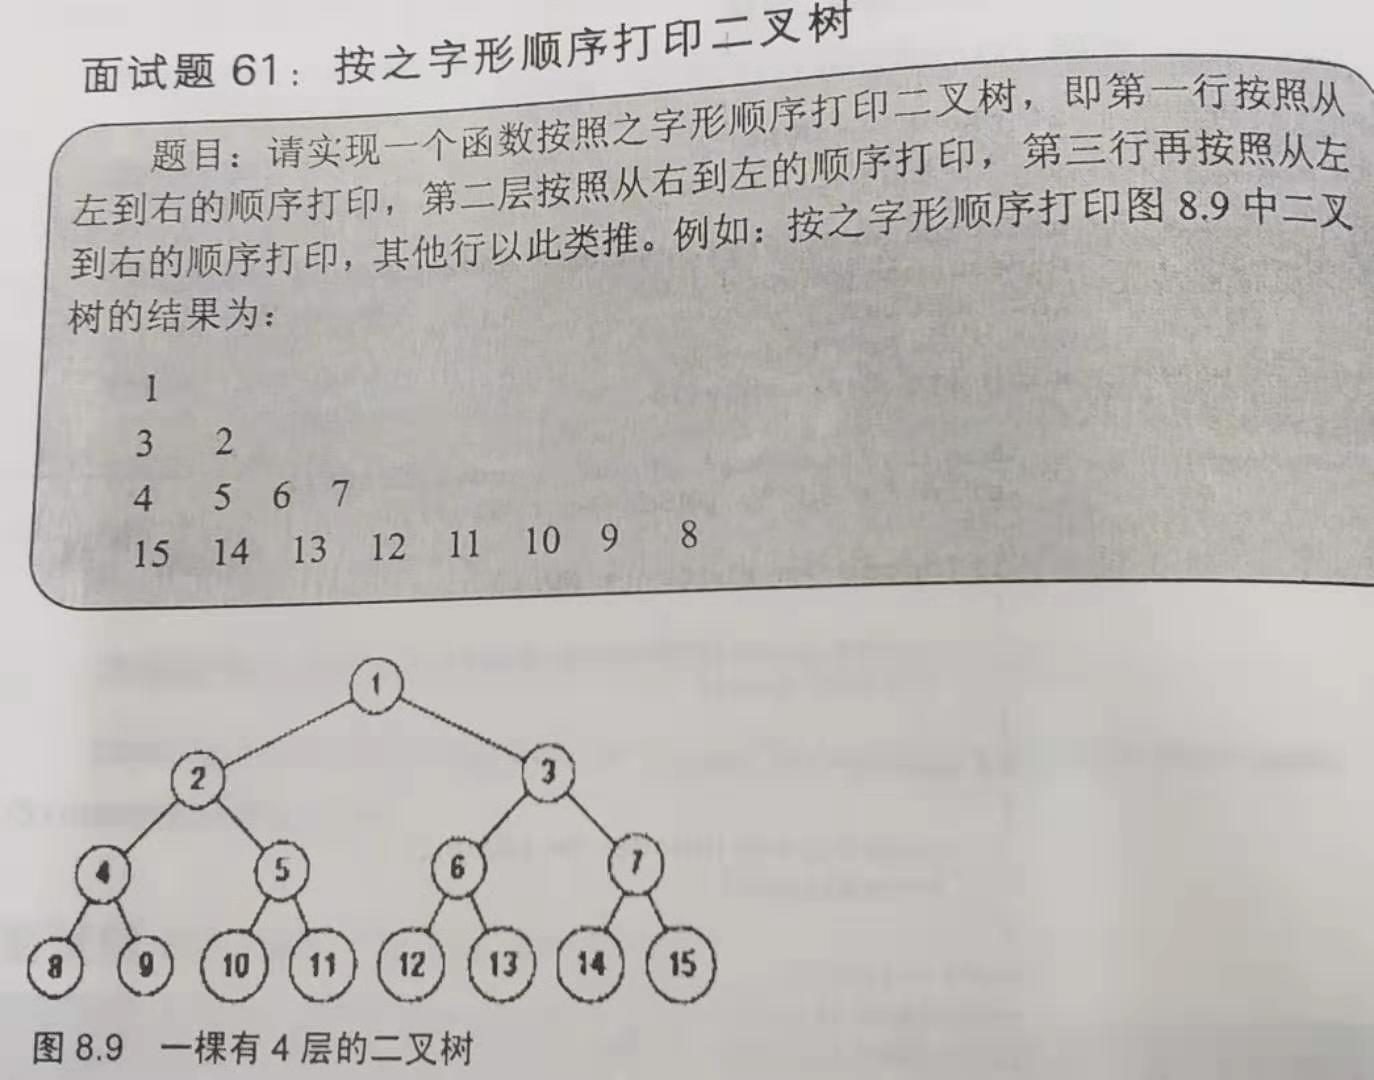 面试题 61：按之字形顺序打印二叉树
题目：请实现一个函数按照之字形顺序打印二叉树，即第一行按照从
左到右的顺序打印，第二层按照从右到左的顺序打印，第三行再按照从左
到右的顺序打印，其他行以此类推。例如：按之字形顺序打印图 8.9 中二叉
树的结果为：
1
3 2
4 5 6 7
15 14 13 12 11 10 9 8
1
2 3
4 5 6 7
8 9 10 11 12 13 14 15
图 8.9 一棵有 4 层的二叉树